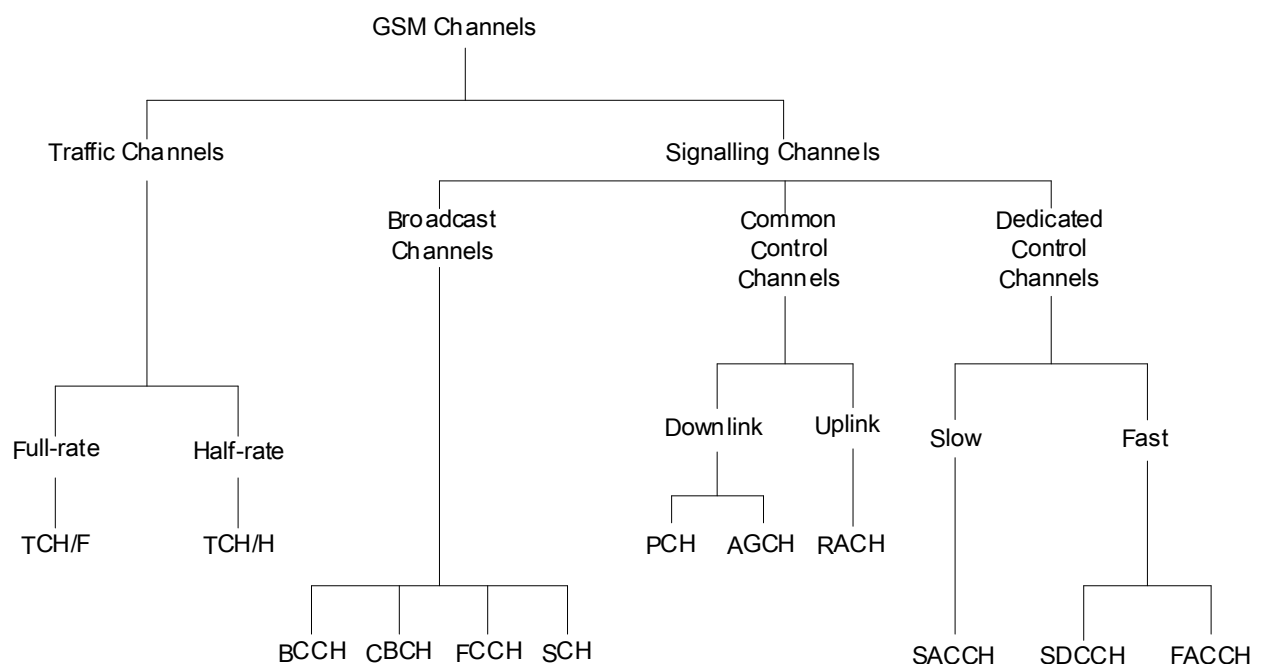 GSM Channels
Traffic Channels
Signalling Channels
Broadcast
Channels
Common
Control
Channels
Dedicated
Control
Channels
Downlink
Uplink
Slow
Fast
Full-rate
Half-rate
TCH/F
TCH/H
PCH
AGCH
RACH
BCCH
CBCH
FCCH
SCH
SACCH
SDCCH
FACCH